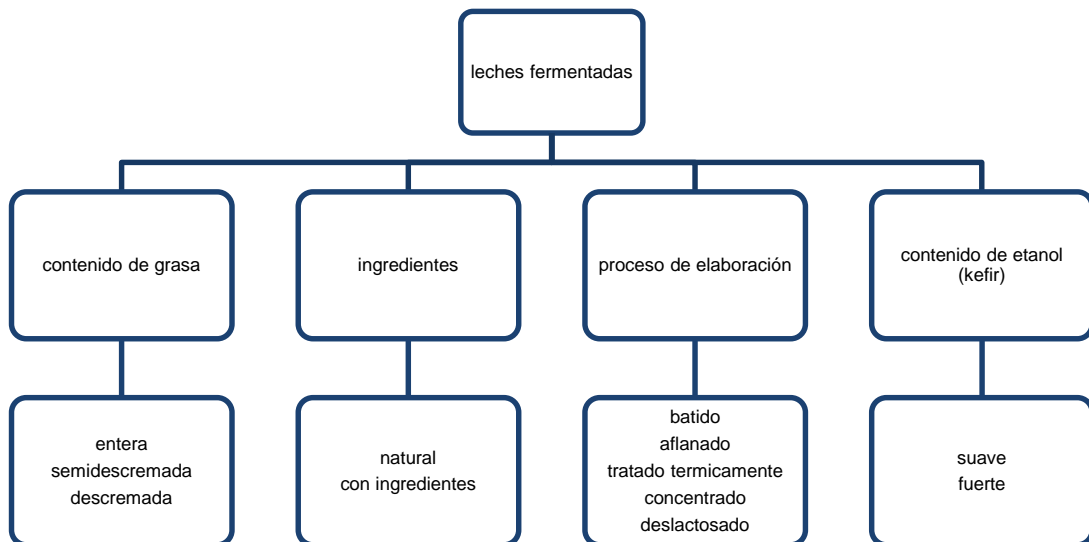 leches fermentadas
contenido de grasa
ingredientes
proceso de elaboración
contenido de etanol
(kefir)
entera
semidescremada
descremada
natural
con ingredientes
batido
aflanado
tratado termicamente
concentrado
deslactosado
suave
fuerte